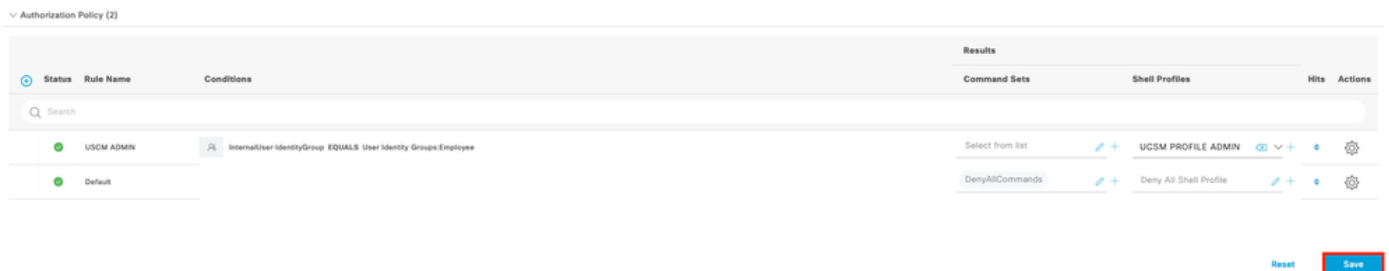 Authorization Policy (2)
Results
Status Rule Name Conditions Command Sets Shell Profiles Hits Actions
Search
USCM ADMIN InternalUser·IdentityGroup EQUALS User Identity Groups:Employee Select from list UCSM PROFILE ADMIN
Default DenyAllCommands Deny All Shell Profile
Reset Save